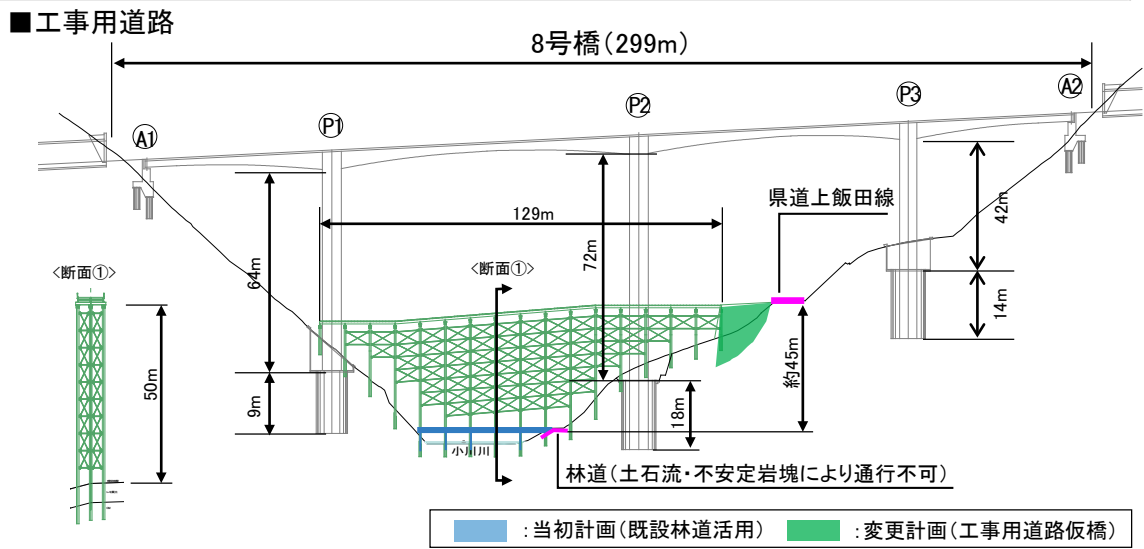 ■工事用道路
8号橋(299m)
A1
P1
P2
P3
A2
129m
県道上飯田線
<断面①>
<断面①>
64m
72m
42m
14m
50m
9m
18m
約45m
小川川
林道(土石流・不安定岩塊により通行不可)
:当初計画(既設林道活用)
:変更計画(工事用道路仮橋)